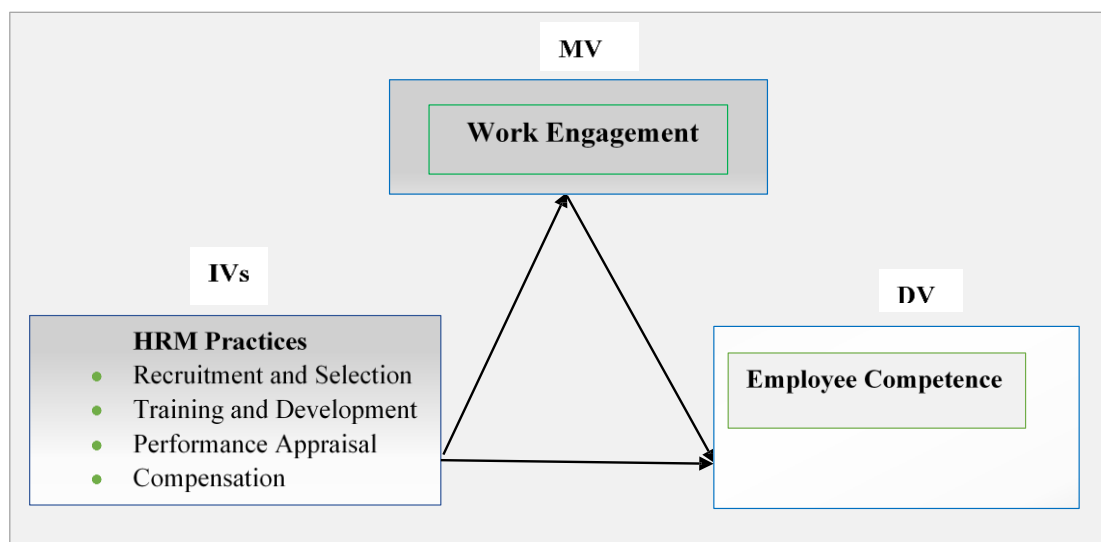 MV
Work Engagement
IVs
HRM Practices
Recruitment and Selection
Training and Development
Performance Appraisal
Compensation
DV
Employee Competence